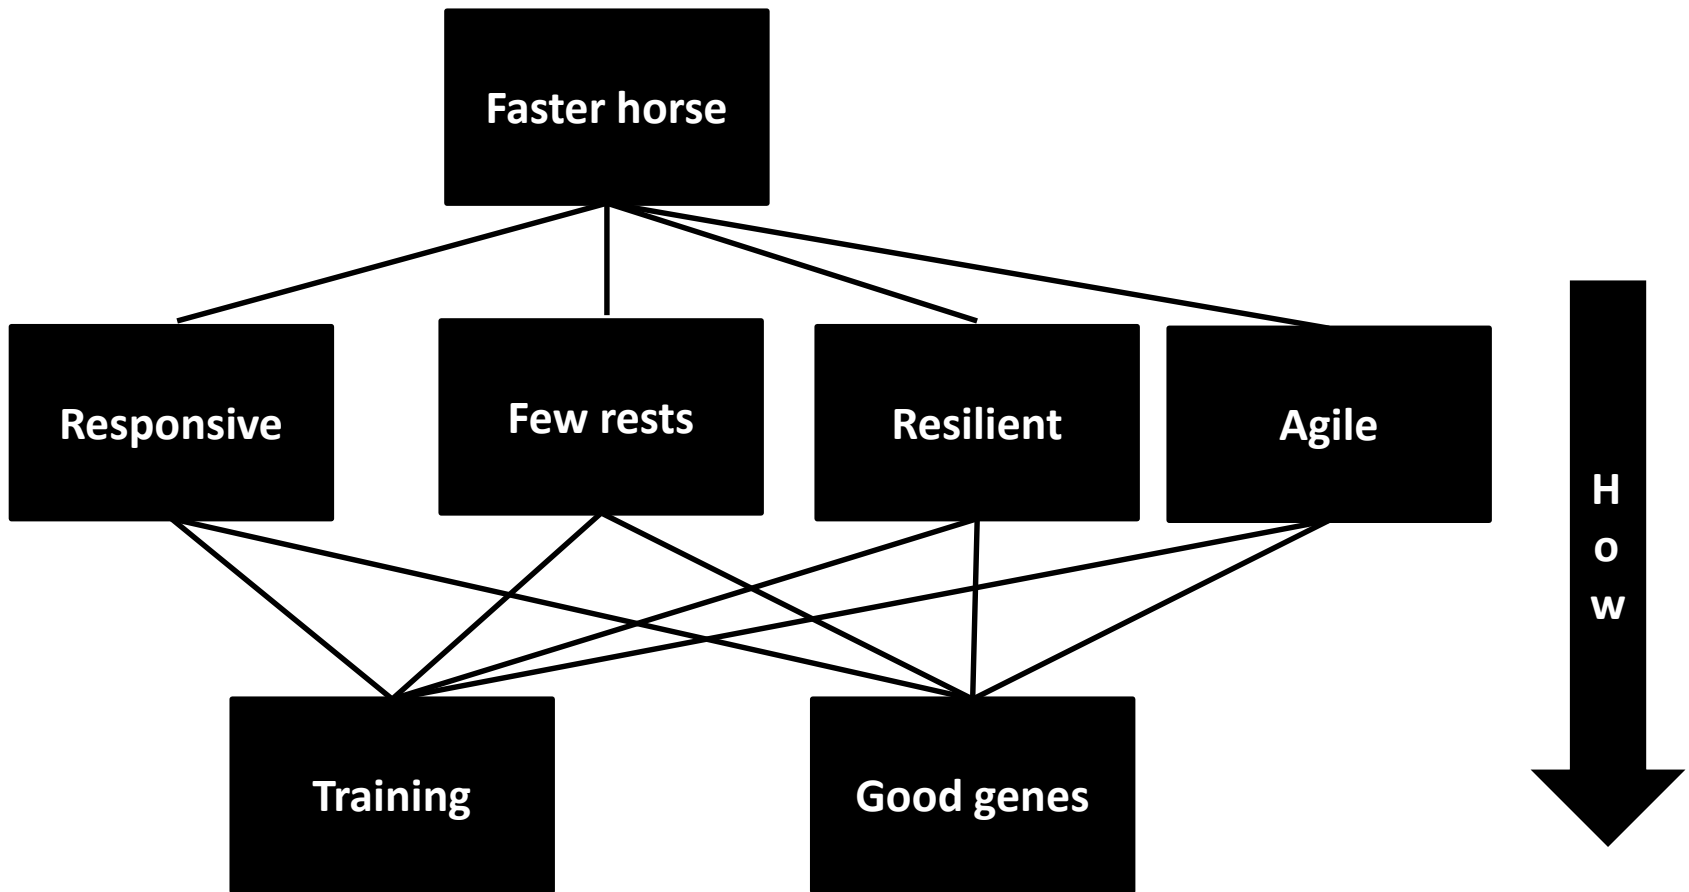 Faster horse
Responsive
Few rests
Resilient
Agile
H
o
w
Training
Good genes